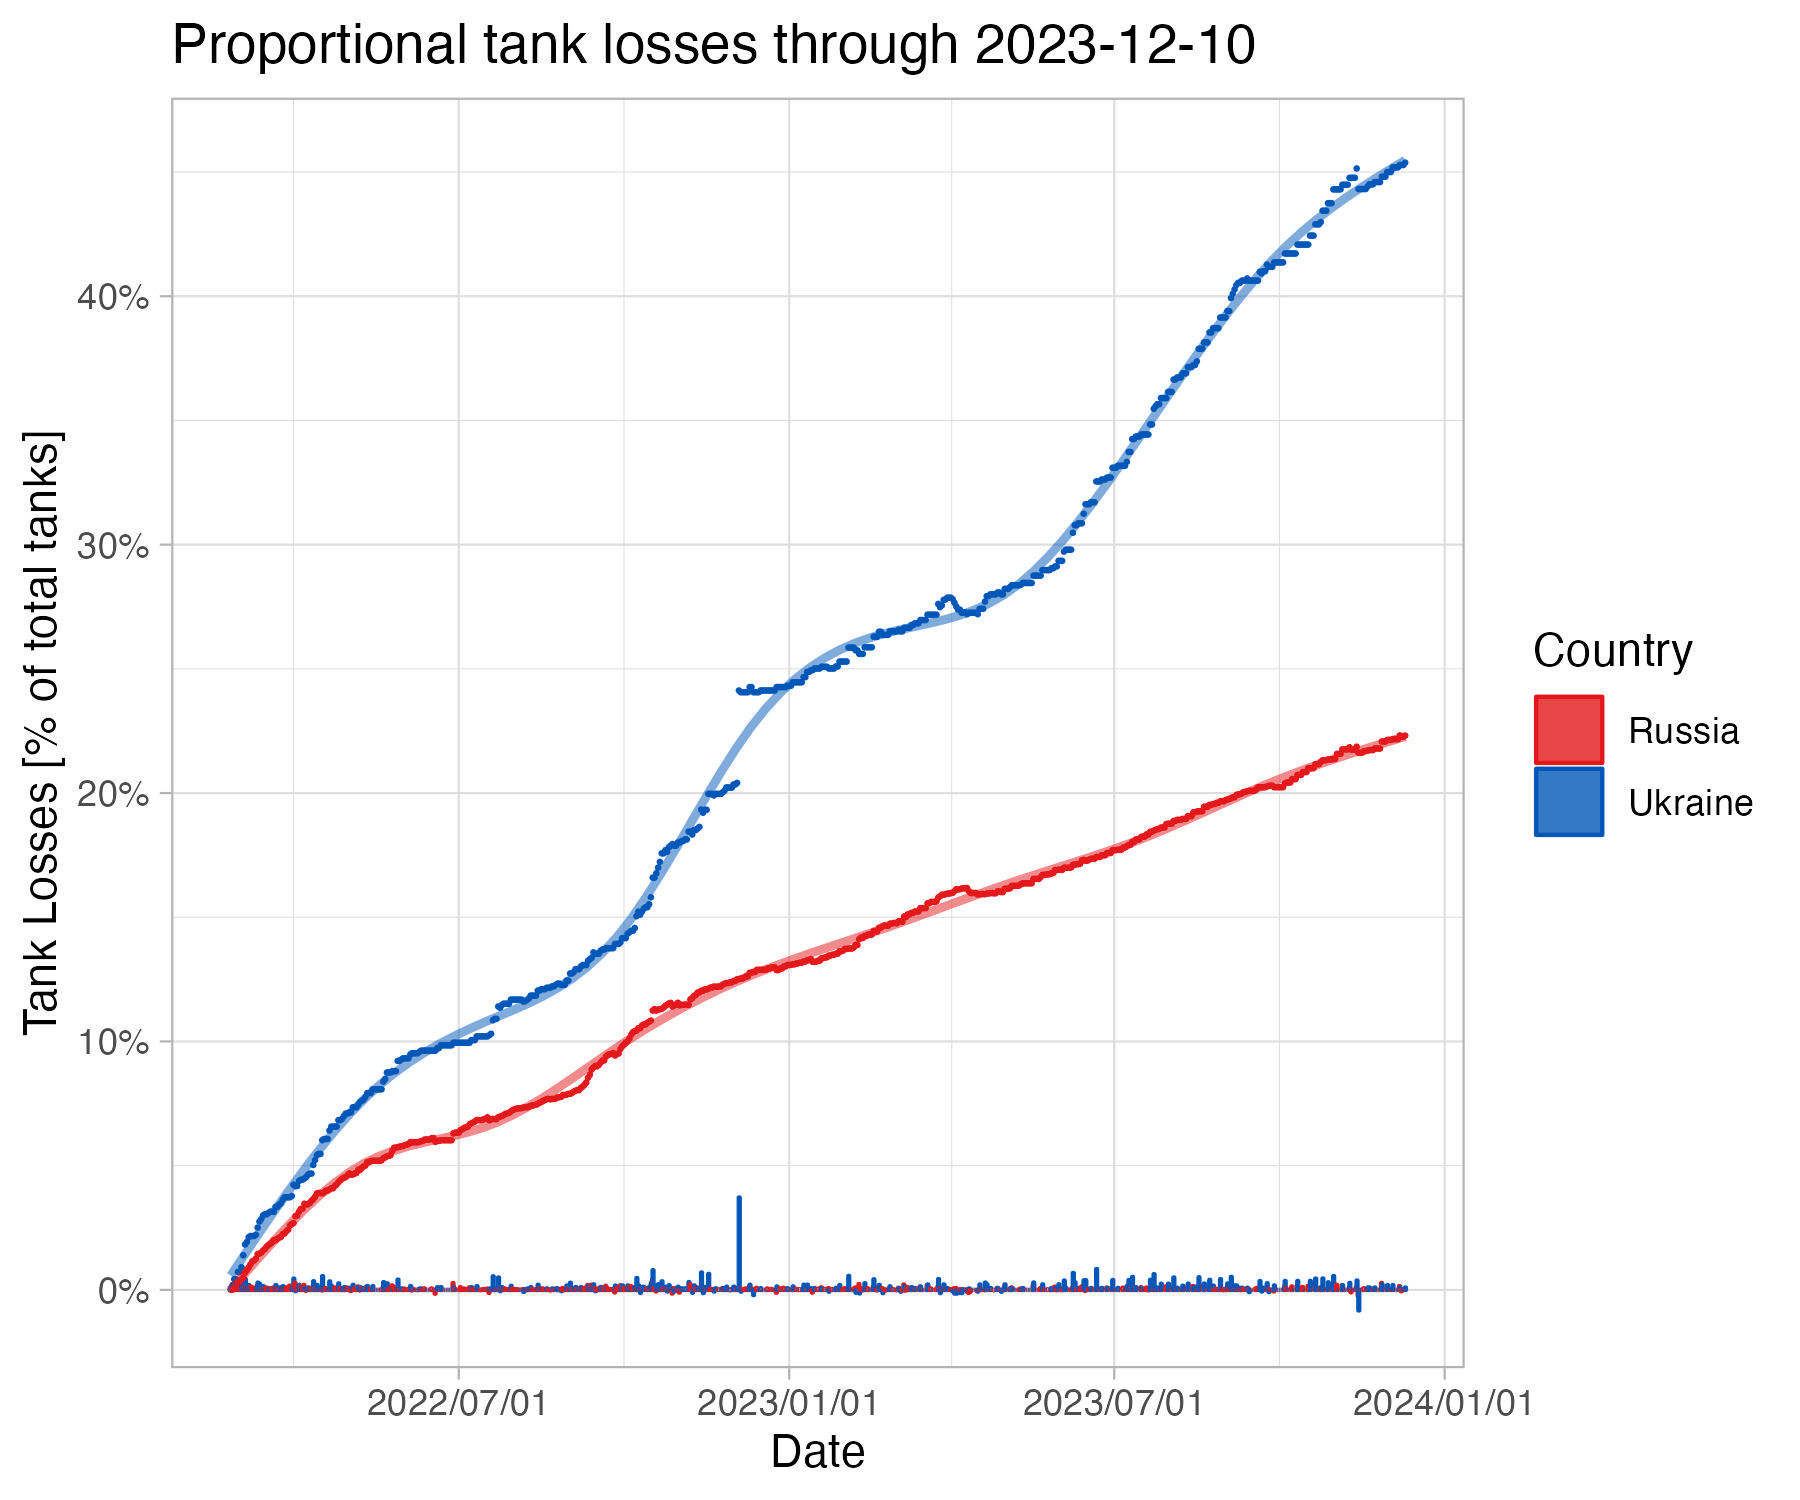 Proportional tank losses through 2023-12-10
Tank Losses [% of total tanks]
40%
30%
20%
10%
0%
2022/07/01
2023/01/01
2023/07/01
2024/01/01
Date
Country
Russia
Ukraine